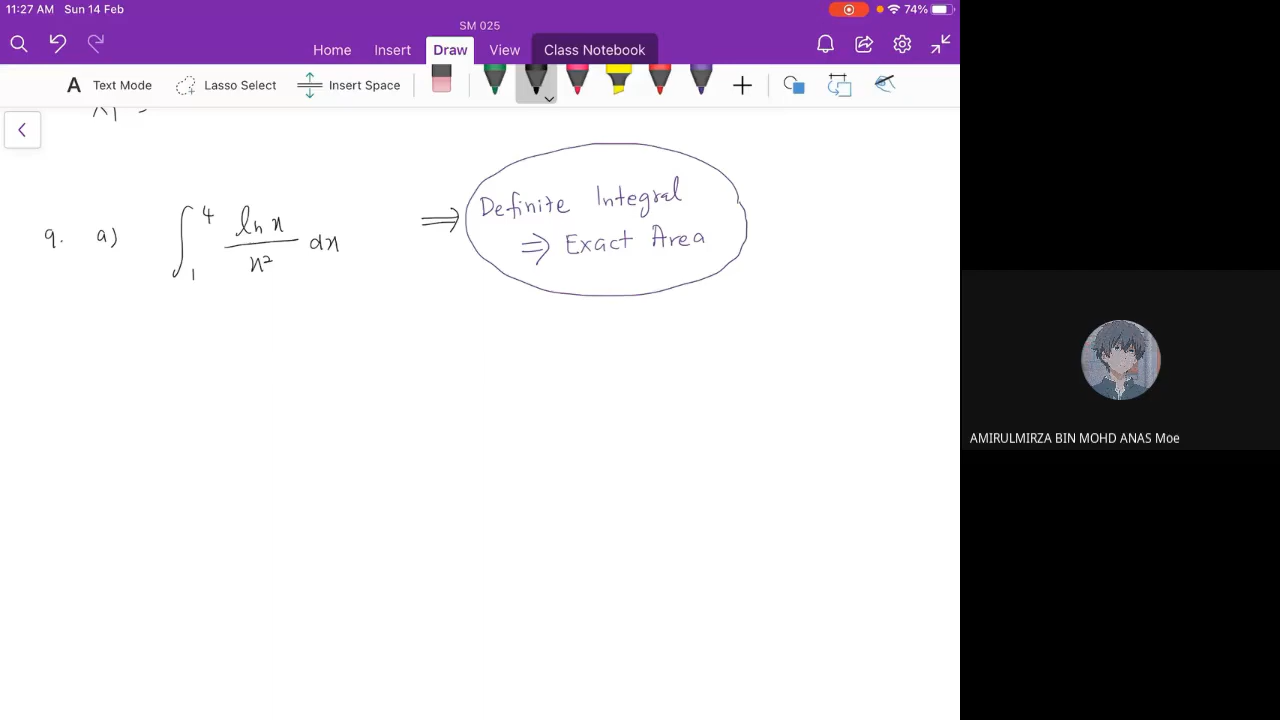 11:27 AM Sun 14 Feb
74%
SM 025
Home Insert Draw View Class Notebook
A Text Mode Lasso Select Insert Space
x₁ =
9. a) ∫₁⁴ ln x / x² dx ⇒ Definite Integral
⇒ Exact Area
AMIRULMIRZA BIN MOHD ANAS Moe